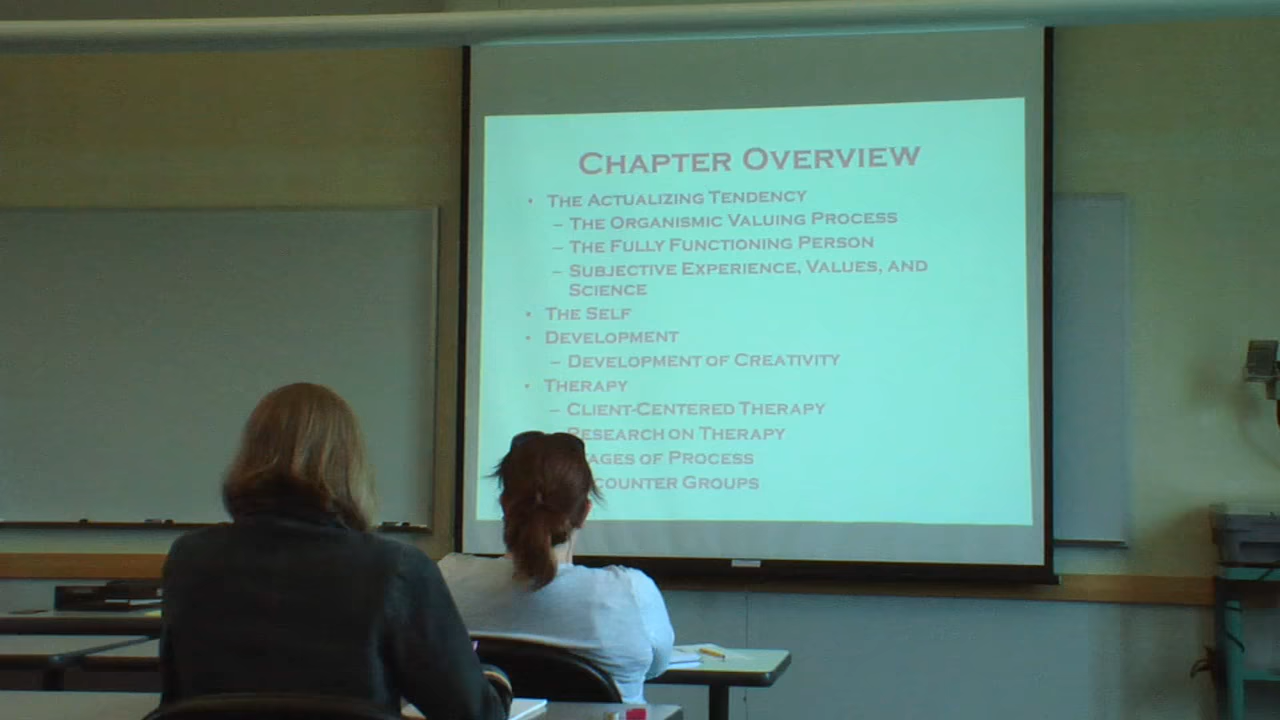 CHAPTER OVERVIEW
• THE ACTUALIZING TENDENCY
– THE ORGANISMIC VALUING PROCESS
– THE FULLY FUNCTIONING PERSON
– SUBJECTIVE EXPERIENCE, VALUES, AND
SCIENCE
• THE SELF
• DEVELOPMENT
– DEVELOPMENT OF CREATIVITY
• THERAPY
– CLIENT-CENTERED THERAPY
RESEARCH ON THERAPY
AGES OF PROCESS
COUNTER GROUPS